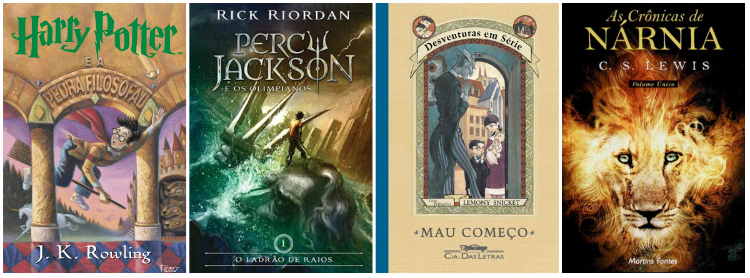 Harry Potter
E A
PEDRA FILOSOFAL
J. K. Rowling
RICK RIORDAN
PERCY
JACKSON
E OS OLIMPIANOS
1
O LADRÃO DE RAIOS
Desventuras em Série
LEMONY SNICKET
MAU COMEÇO
CIA. DAS LETRAS
As Crônicas de
NÁRNIA
C. S. LEWIS
Volume Único
Martins Fontes